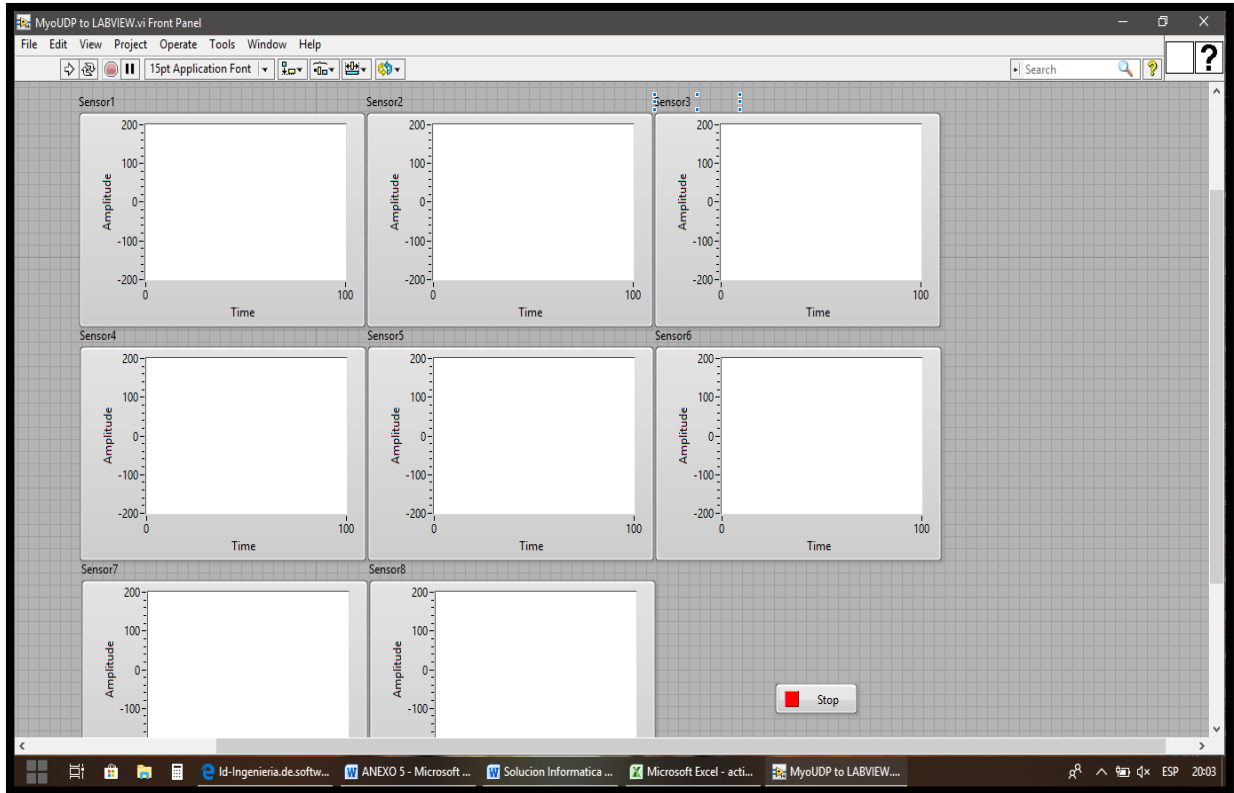 MyoUDP to LABVIEW.vi Front Panel
File Edit View Project Operate Tools Window Help
15pt Application Font
Search
?
?
Sensor1 Sensor2 Sensor3
200 200 200
100 100 100
0 0 0
-100 -100 -100
-200 -200 -200
Amplitude Amplitude Amplitude
0 100 0 100 0 100
Time Time Time
Sensor4 Sensor5 Sensor6
200 200 200
100 100 100
0 0 0
-100 -100 -100
-200 -200 -200
Amplitude Amplitude Amplitude
0 100 0 100 0 100
Time Time Time
Sensor7 Sensor8
200 200
100 100
0 0
-100 -100
Amplitude Amplitude
Stop
Id-Ingenieria.de.softw... ANEXO 5 - Microsoft ... Solucion Informatica ... Microsoft Excel - acti... MyoUDP to LABVIEW.... ESP 20:03